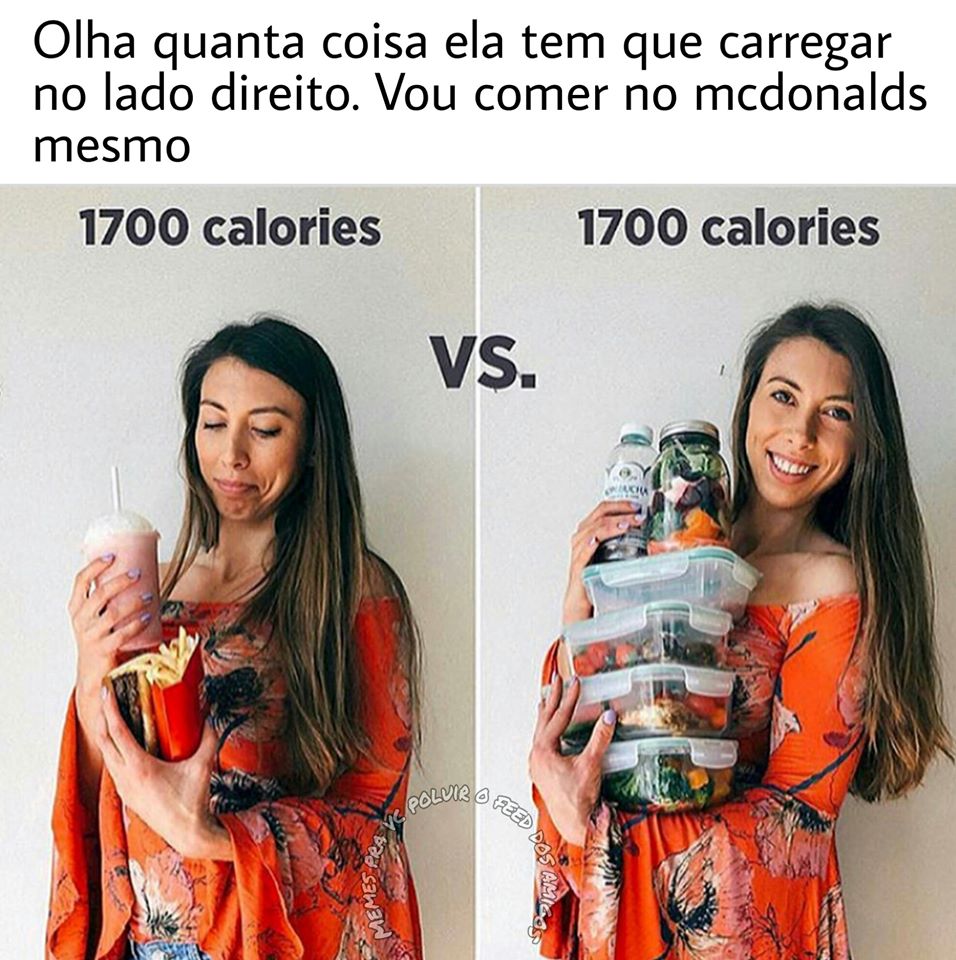 Olha quanta coisa ela tem que carregar
no lado direito. Vou comer no mcdonalds
mesmo
1700 calories
1700 calories
VS.
KOMBUCHA
MEMES PRA VC POLUIR O FEED DOS AMIGOS